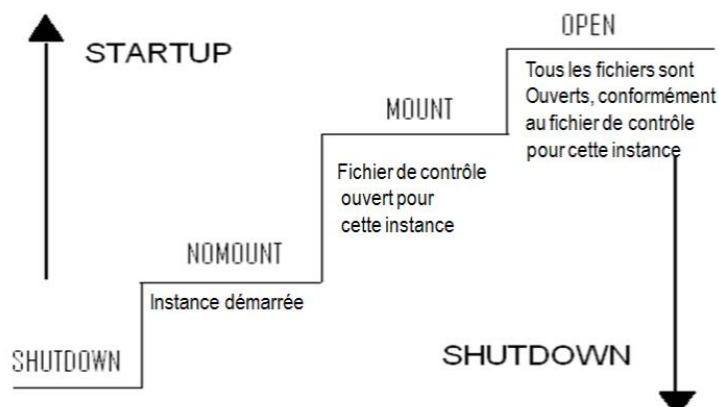 OPEN
STARTUP
Tous les fichiers sont
Ouverts, conformément
au fichier de contrôle
pour cette instance
MOUNT
Fichier de contrôle
ouvert pour
cette instance
NOMOUNT
Instance démarrée
SHUTDOWN
SHUTDOWN